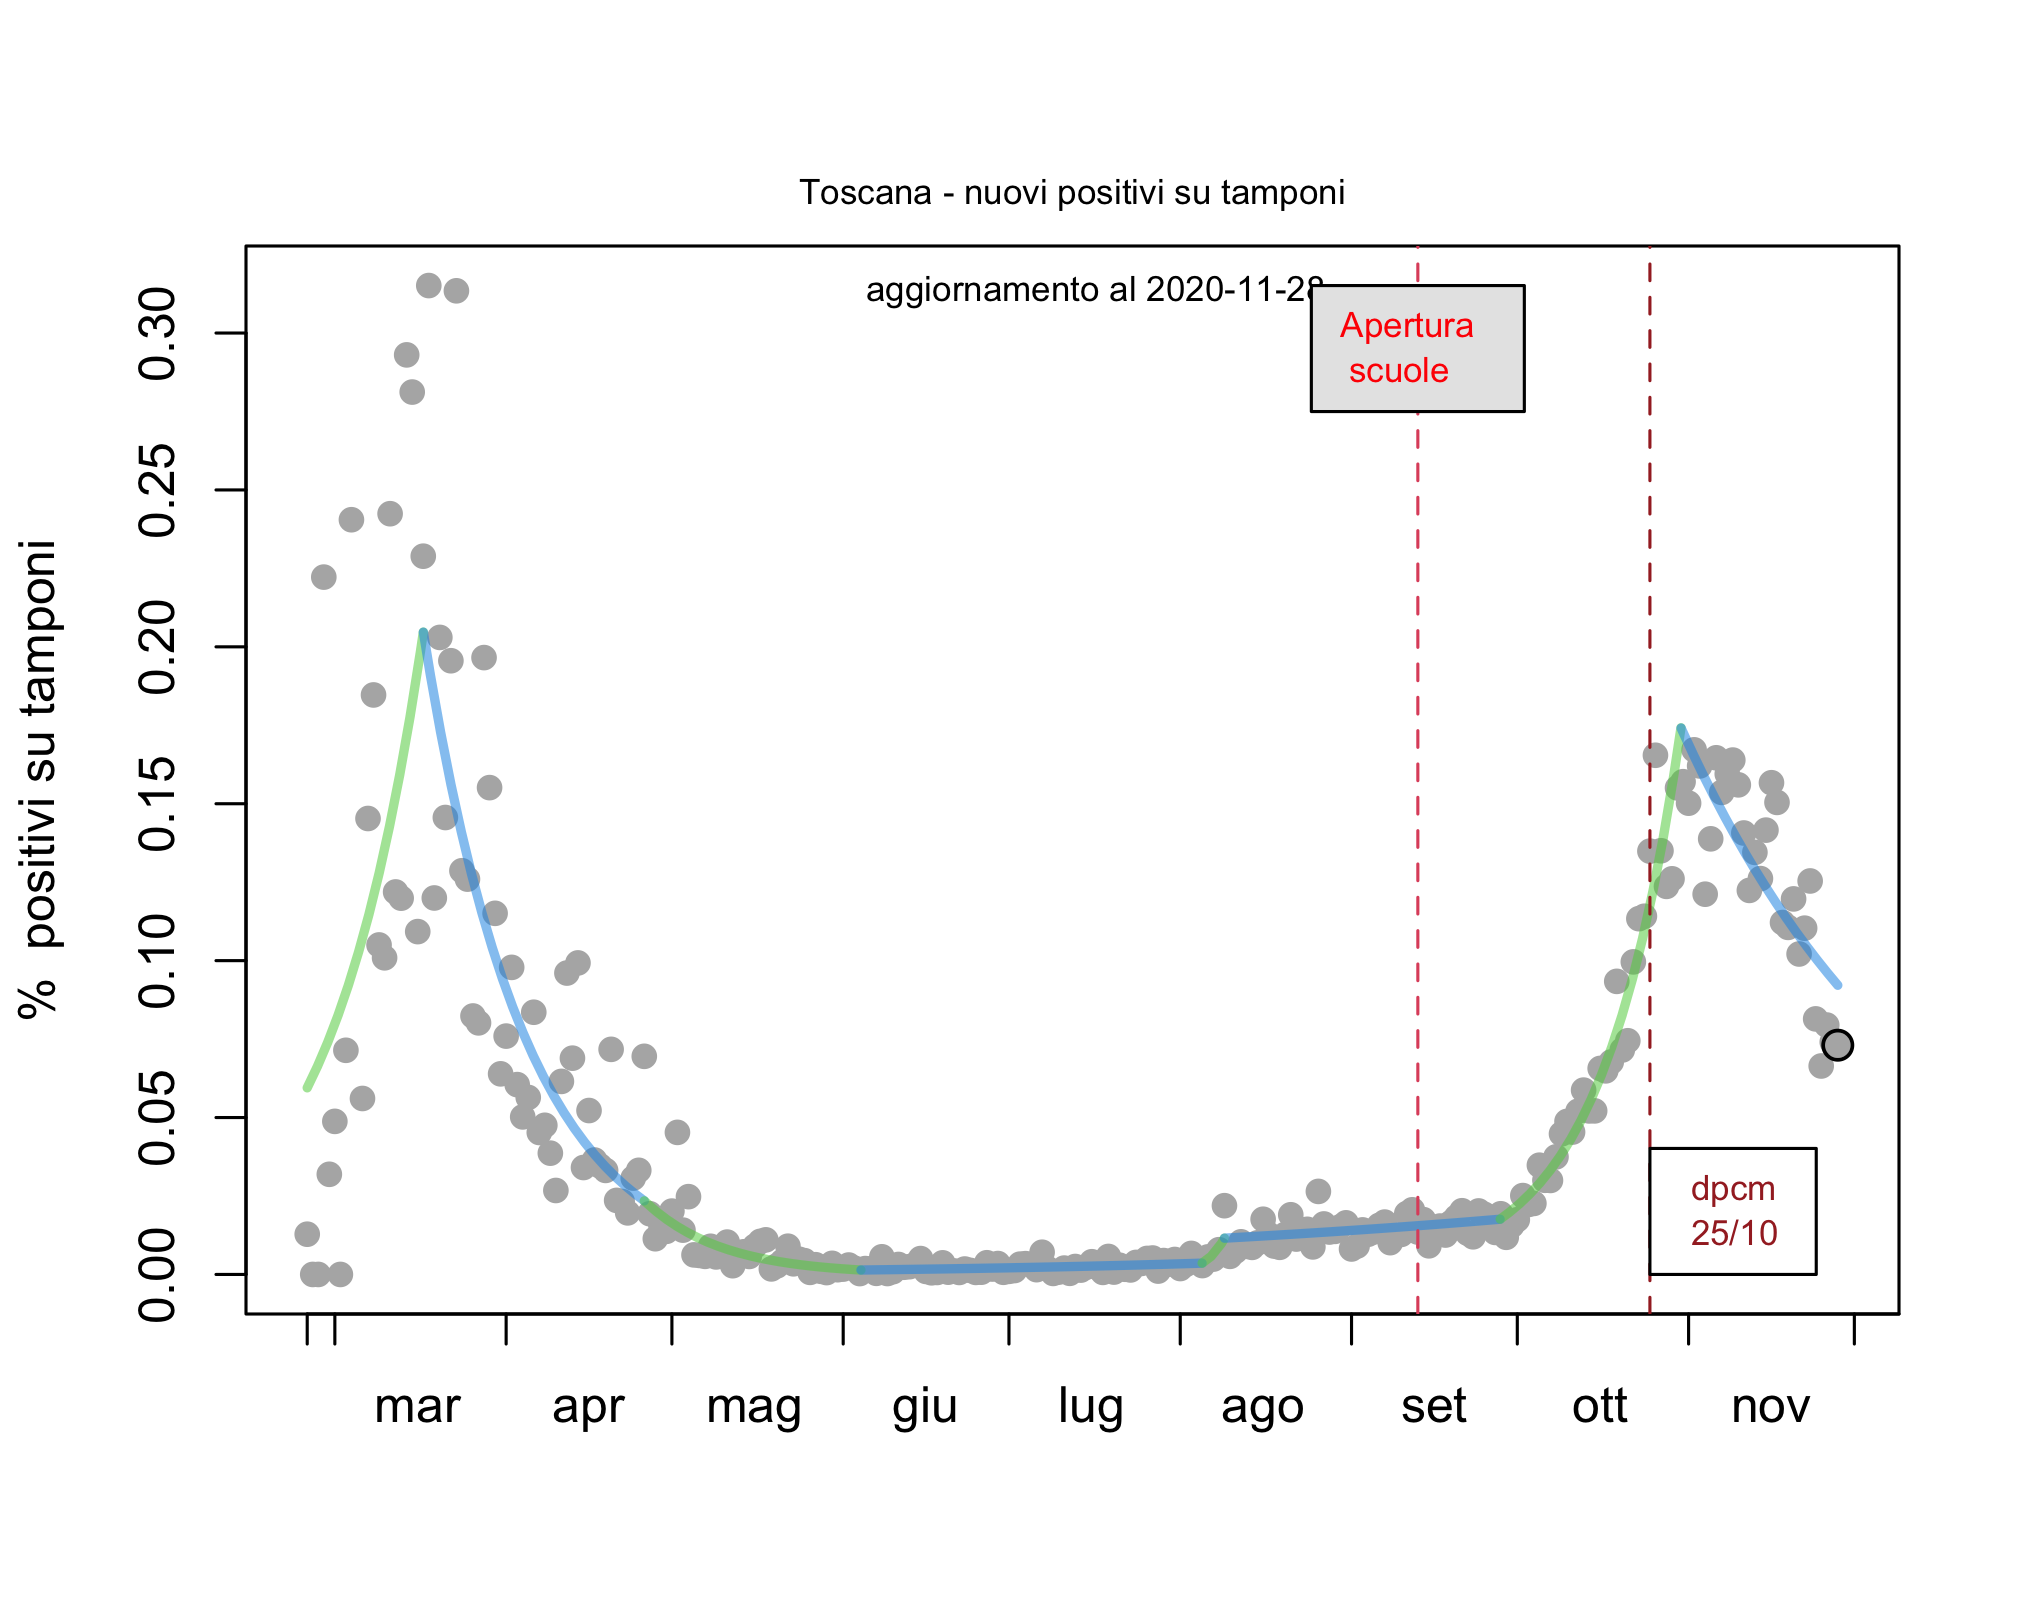 Toscana - nuovi positivi su tamponi
aggiornamento al 2020-11-28
Apertura
scuole
% positivi su tamponi
0.30
0.25
0.20
0.15
0.10
0.05
0.00
dpcm
25/10
mar apr mag giu lug ago set ott nov